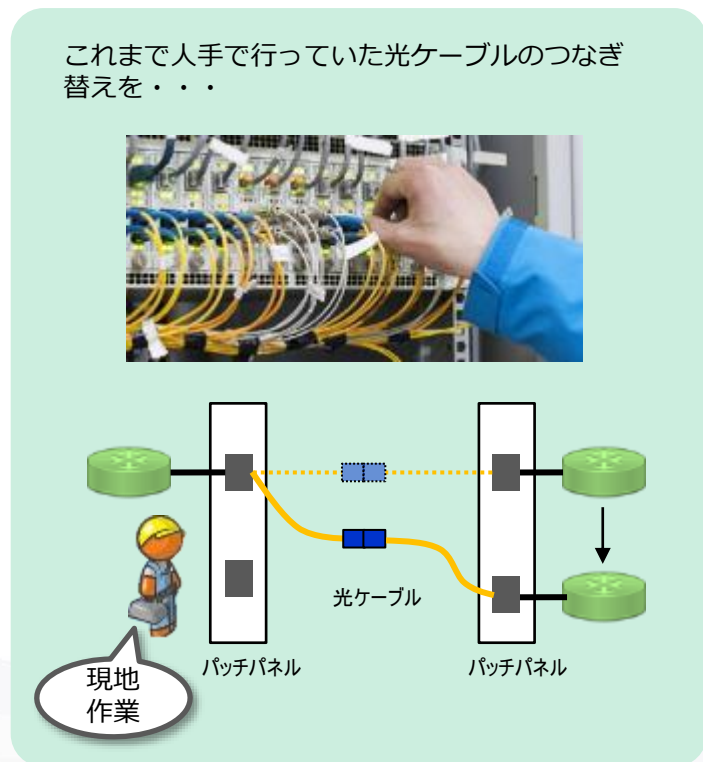 これまで人手で行っていた光ケーブルのつなぎ
替えを・・・
光ケーブル
パッチパネル
パッチパネル
現地
作業